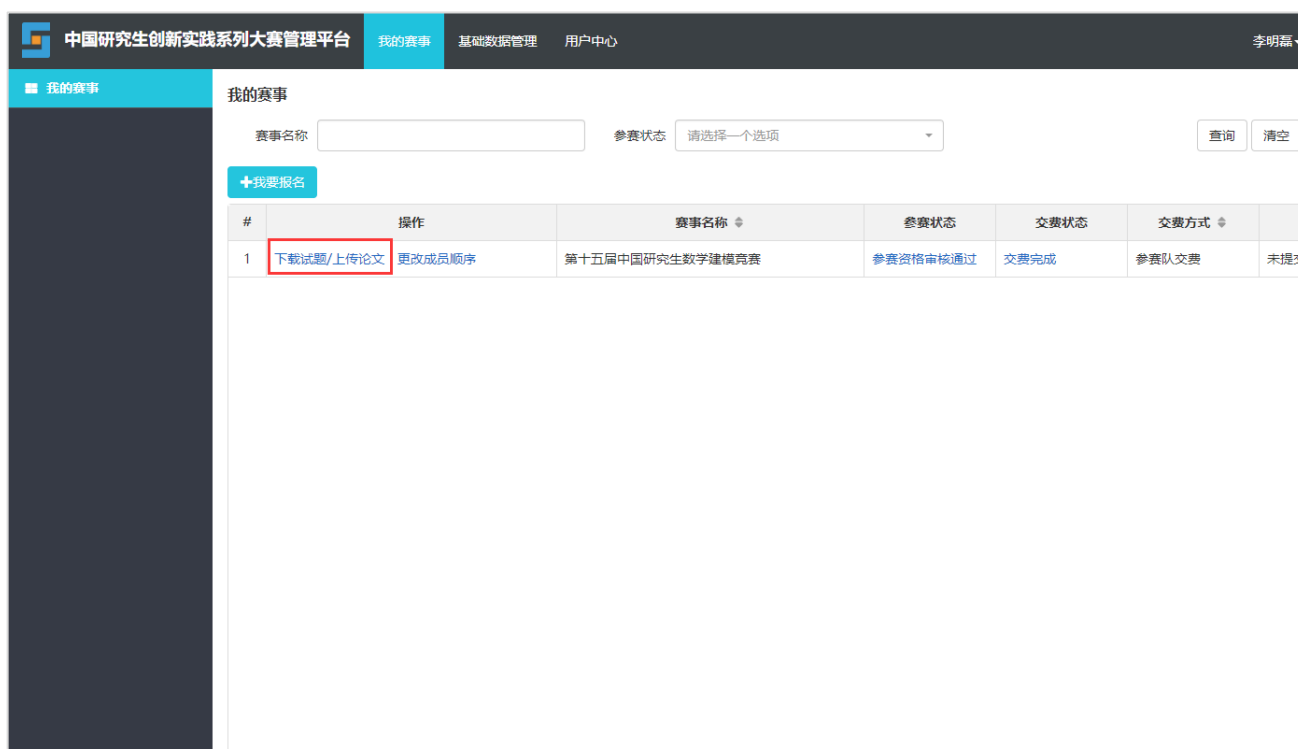 中国研究生创新实践系列大赛管理平台 我的赛事 基础数据管理 用户中心 李明磊
我的赛事
我的赛事
赛事名称 参赛状态 请选择一个选项 查询 清空
+我要报名
# 操作 赛事名称 参赛状态 交费状态 交费方式
1 下载试题/上传论文 更改成员顺序 第十五届中国研究生数学建模竞赛 参赛资格审核通过 交费完成 参赛队交费 未提